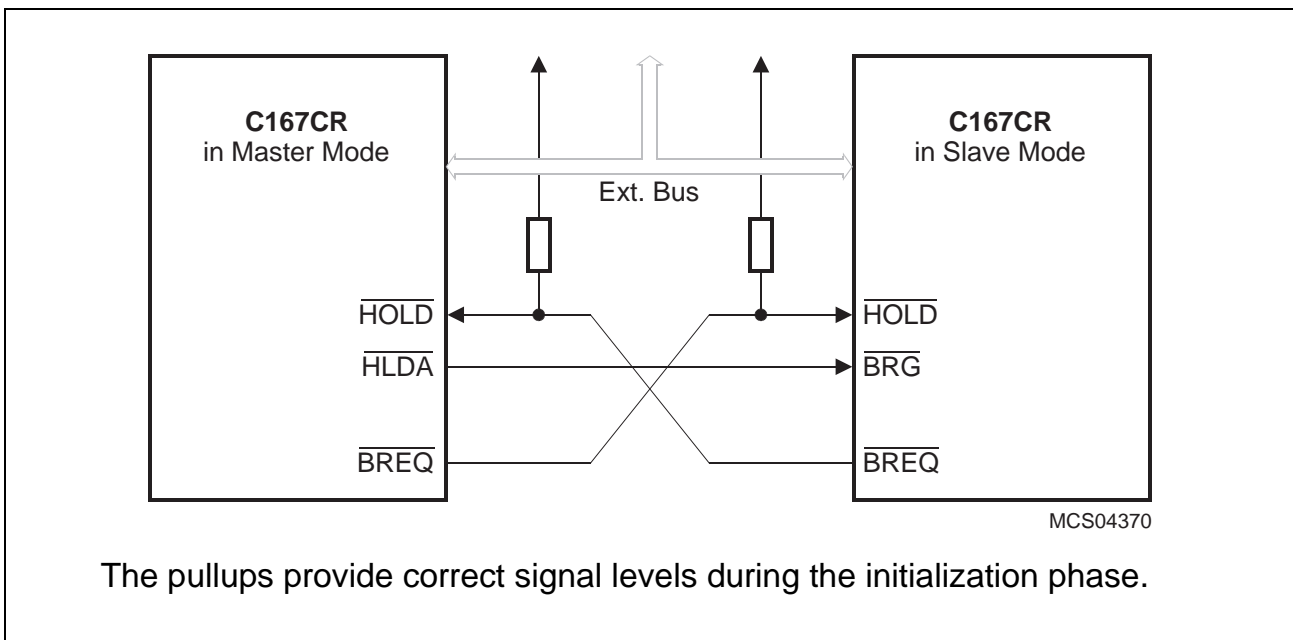 C167CR
in Master Mode
C167CR
in Slave Mode
Ext. Bus
HOLD
HOLD
HLDA
BRG
BREQ
BREQ
MCS04370
The pullups provide correct signal levels during the initialization phase.